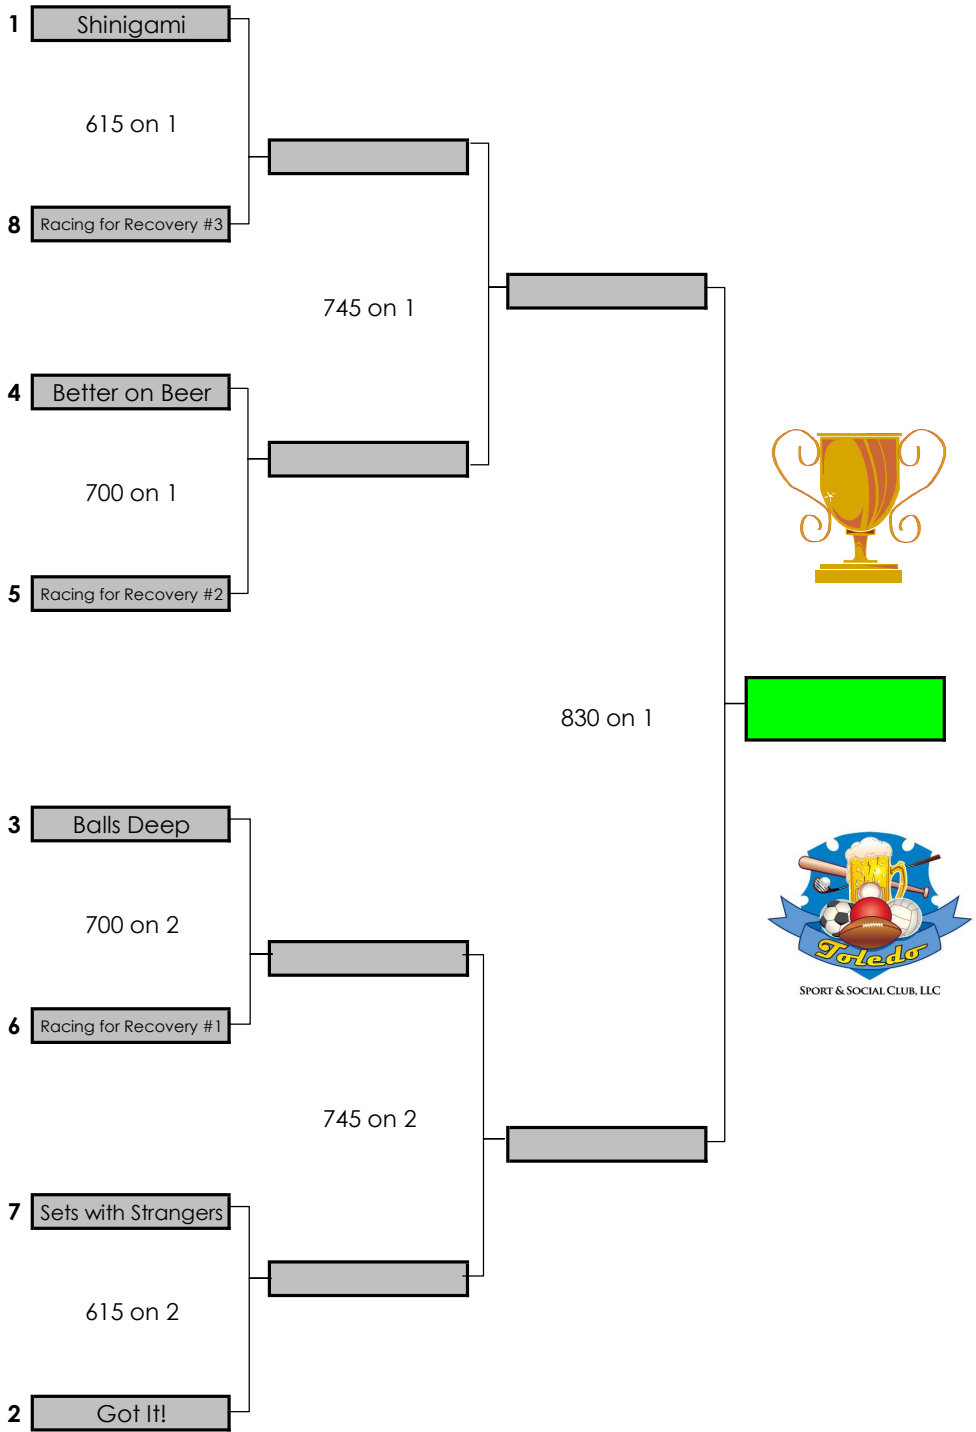 1 Shinigami
615 on 1
8 Racing for Recovery #3
745 on 1
4 Better on Beer
700 on 1
5 Racing for Recovery #2
830 on 1
3 Balls Deep
700 on 2
6 Racing for Recovery #1
745 on 2
7 Sets with Strangers
615 on 2
2 Got It!
Toledo
SPORT & SOCIAL CLUB, LLC